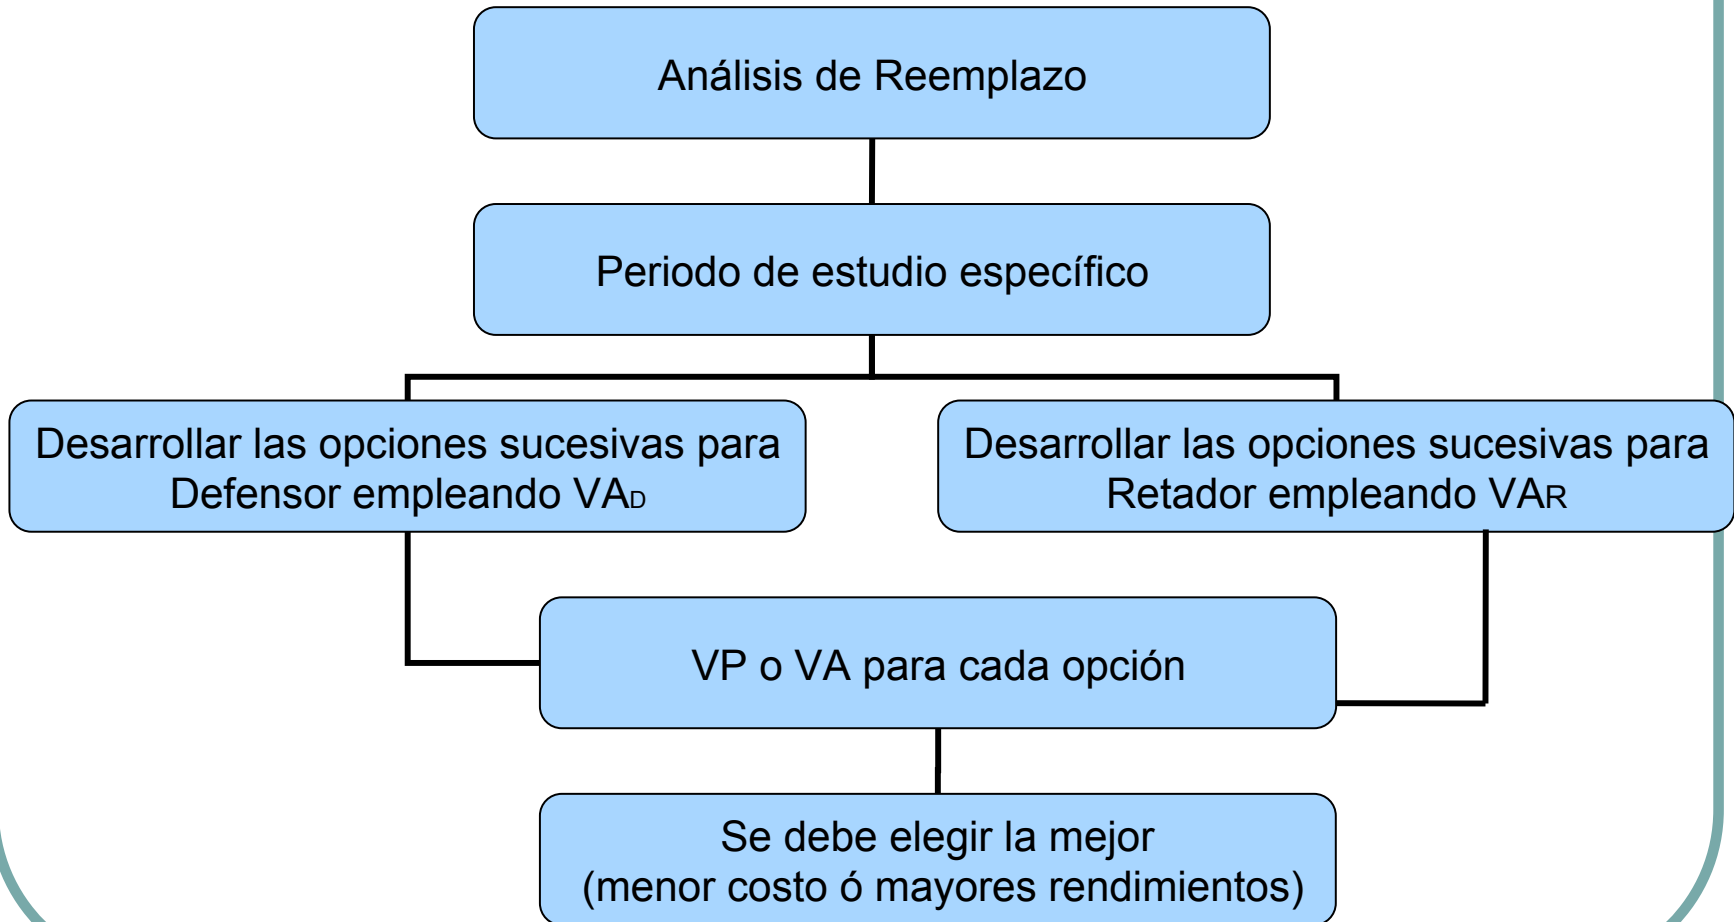 Análisis de Reemplazo
Periodo de estudio específico
Desarrollar las opciones sucesivas para
Defensor empleando VAD
Desarrollar las opciones sucesivas para
Retador empleando VAR
VP o VA para cada opción
Se debe elegir la mejor
(menor costo ó mayores rendimientos)